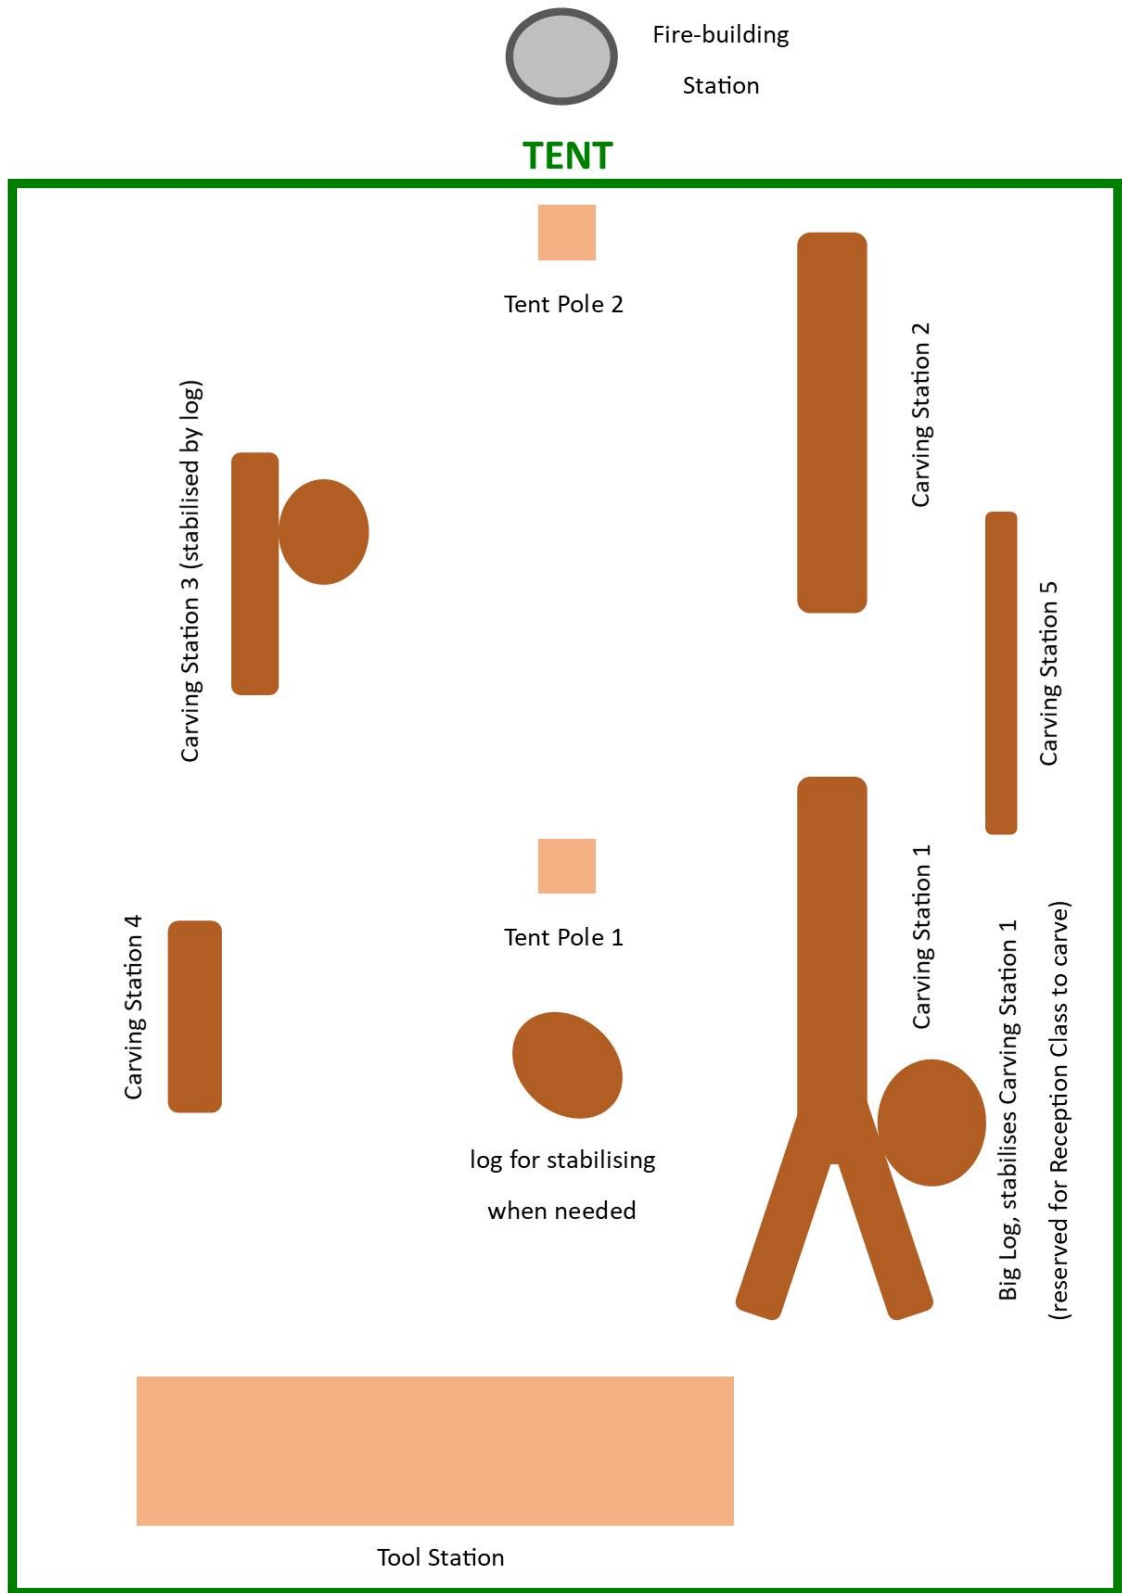 Fire-building
Station
TENT
Tent Pole 2
Carving Station 2
Carving Station 3 (stabilised by log)
Carving Station 5
Tent Pole 1
Carving Station 1
Carving Station 4
Big Log, stabilises Carving Station 1
(reserved for Reception Class to carve)
log for stabilising
when needed
Tool Station